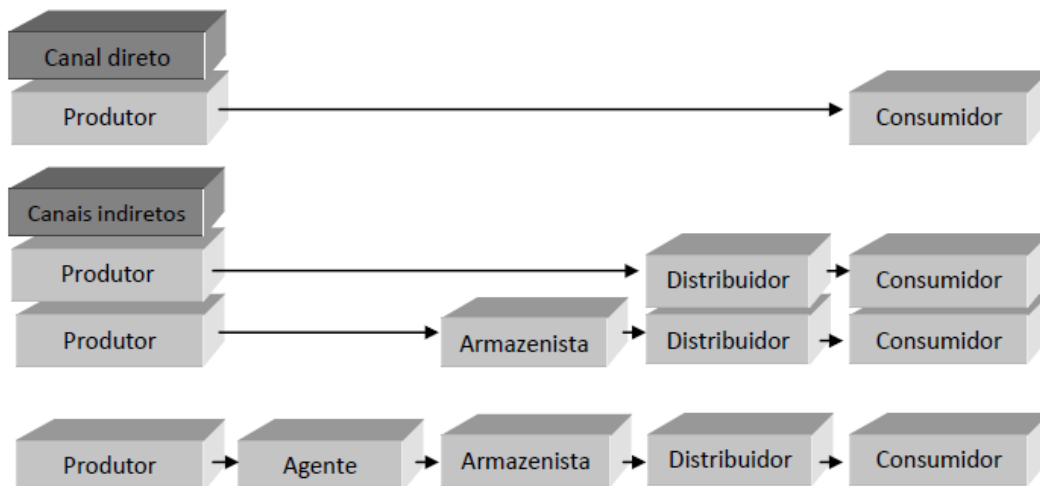 Canal direto
Produtor Consumidor
Canais indiretos
Produtor Distribuidor Consumidor
Produtor Armazenista Distribuidor Consumidor
Produtor Agente Armazenista Distribuidor Consumidor